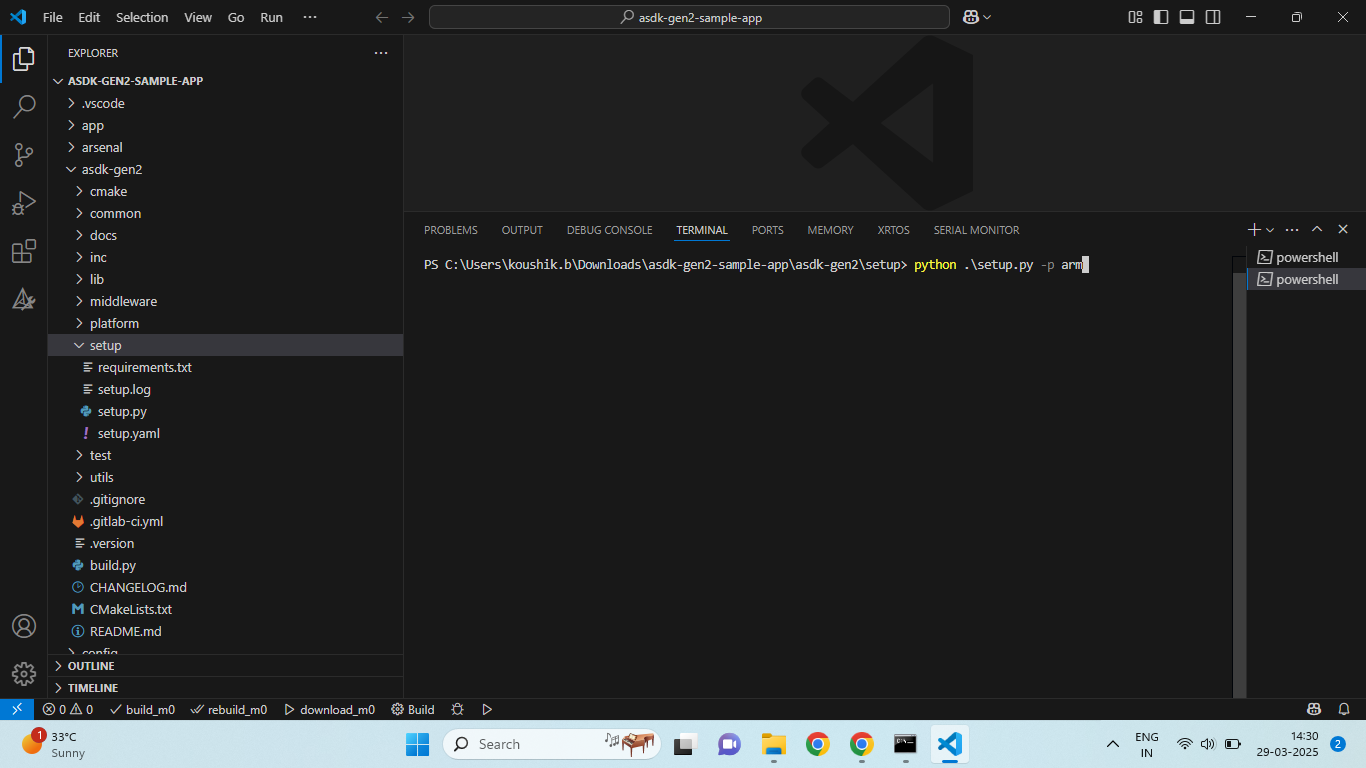 File Edit Selection View Go Run ···
asdk-gen2-sample-app
EXPLORER
ASDK-GEN2-SAMPLE-APP
.vscode
app
arsenal
asdk-gen2
cmake
common
docs
inc
lib
middleware
platform
setup
requirements.txt
setup.log
setup.py
setup.yaml
test
utils
.gitignore
.gitlab-ci.yml
.version
build.py
CHANGELOG.md
CMakeLists.txt
README.md
config
OUTLINE
TIMELINE
PROBLEMS OUTPUT DEBUG CONSOLE TERMINAL PORTS MEMORY XRTOS SERIAL MONITOR
PS C:\Users\koushik.b\Downloads\asdk-gen2-sample-app\asdk-gen2\setup> python .\setup.py -p arm
powershell
powershell
0 0 build_m0 rebuild_m0 download_m0 Build
1
33°C
Sunny
Search
ENG
IN
14:30
29-03-2025
2